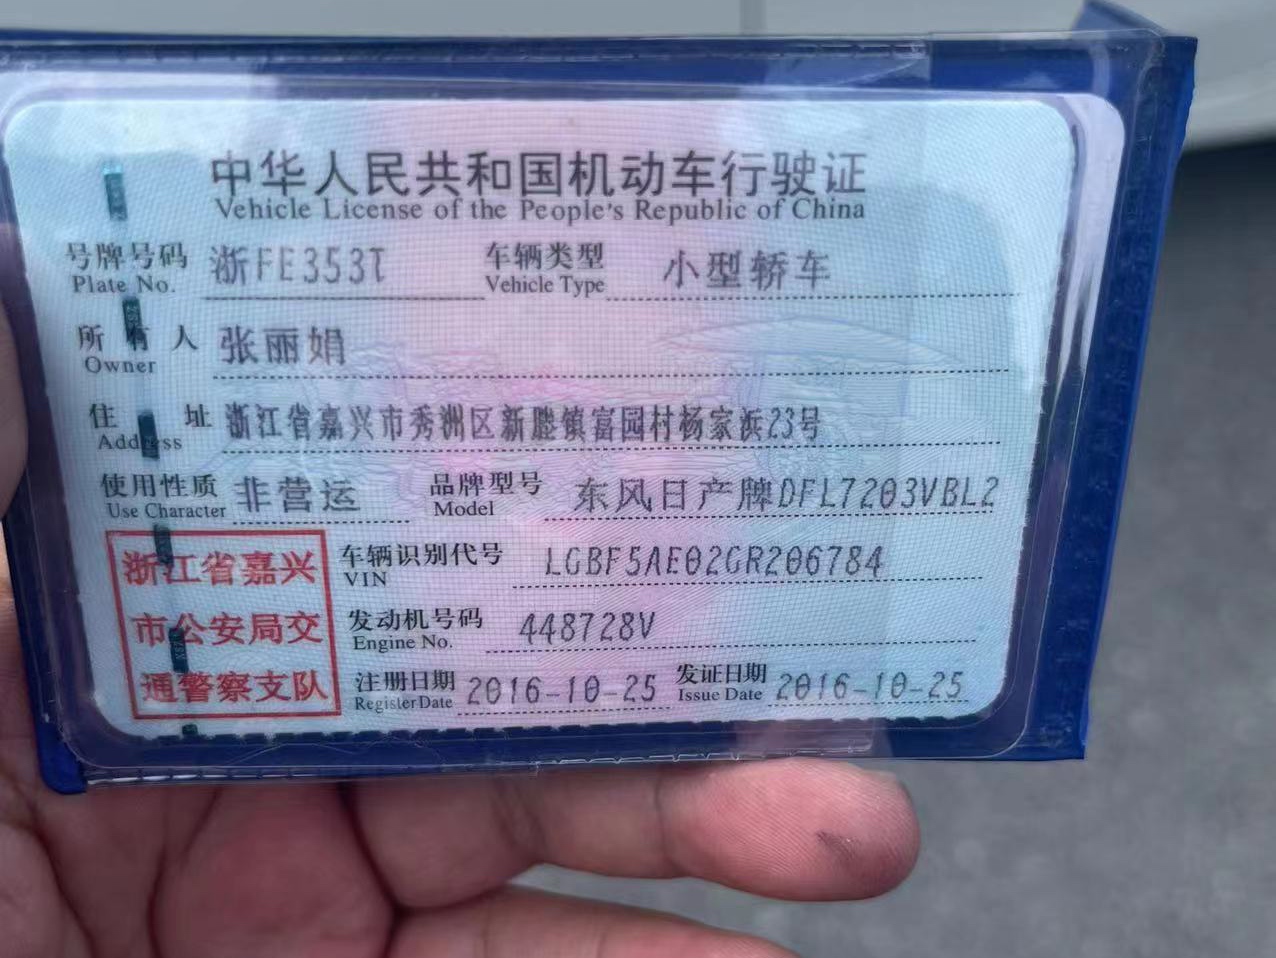 中华人民共和国机动车行驶证
Vehicle License of the People's Republic of China
号牌号码 浙FE353T 车辆类型 小型轿车
Plate No. Vehicle Type
所有人 张丽娟
Owner
住址 浙江省嘉兴市秀洲区新塍镇富园村杨家浜23号
Address
使用性质 非营运 品牌型号 东风日产牌DFL7203VBL2
Use Character Model
浙江省嘉兴
市公安局交
通警察支队
车辆识别代号 LGBF5AE02GR206784
VIN
发动机号码 448728V
Engine No.
注册日期 2016-10-25 发证日期 2016-10-25
Register Date Issue Date